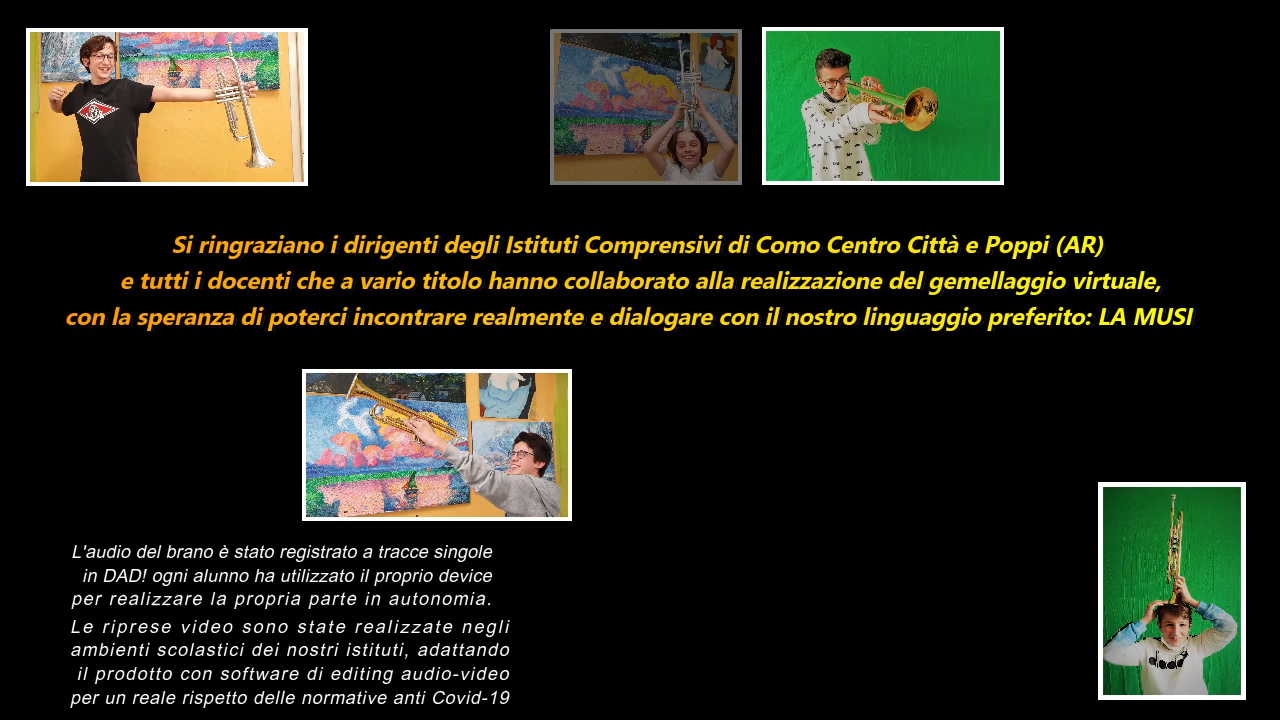 Si ringraziano i dirigenti degli Istituti Comprensivi di Como Centro Città e Poppi (AR)
e tutti i docenti che a vario titolo hanno collaborato alla realizzazione del gemellaggio virtuale,
con la speranza di poterci incontrare realmente e dialogare con il nostro linguaggio preferito: LA MUSI
L'audio del brano è stato registrato a tracce singole
in DAD! ogni alunno ha utilizzato il proprio device
per realizzare la propria parte in autonomia.
Le riprese video sono state realizzate negli
ambienti scolastici dei nostri istituti, adattando
il prodotto con software di editing audio-video
per un reale rispetto delle normative anti Covid-19